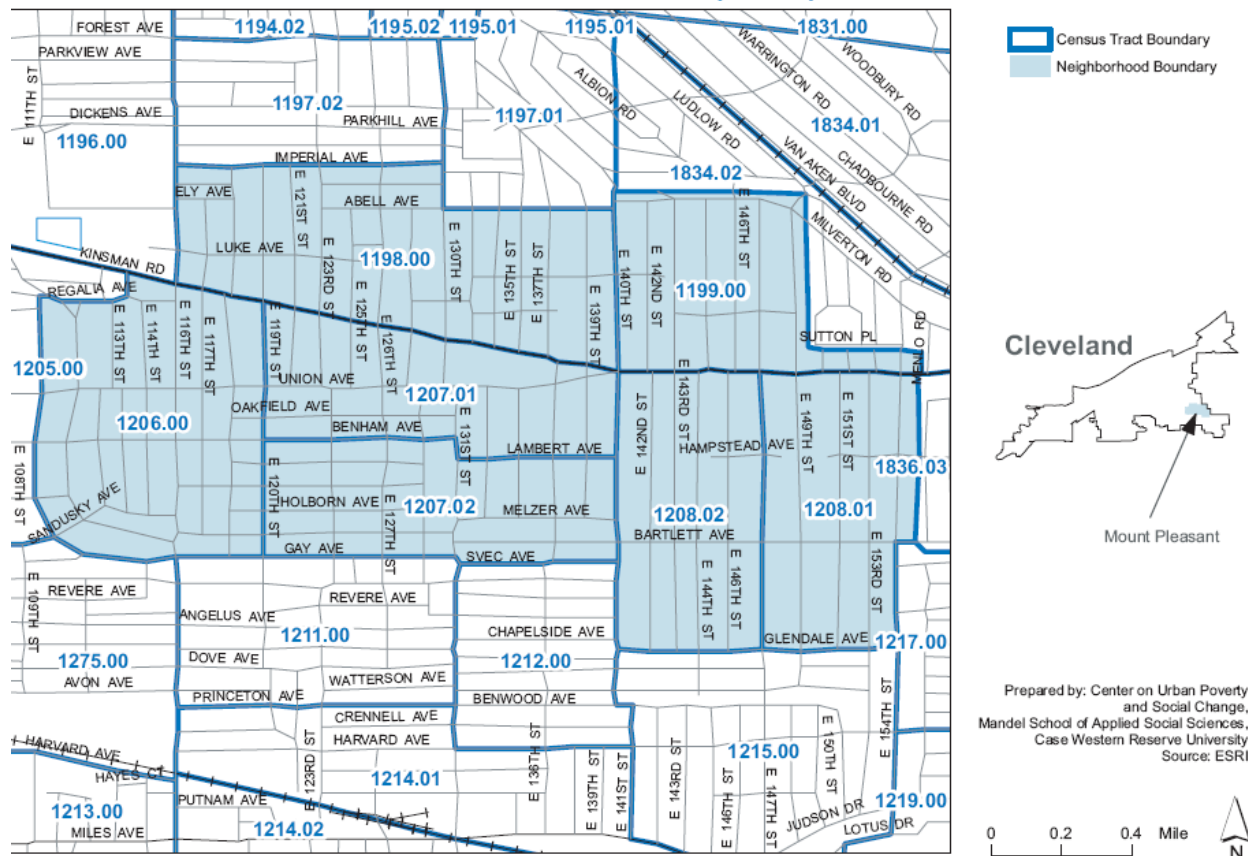 FOREST AVE
1194.02
1195.02
1195.01
1195.01
1831.00
Census Tract Boundary
Neighborhood Boundary
PARKVIEW AVE
E 111TH ST
DICKENS AVE
1196.00
1197.02
PARKHILL AVE
IMPERIAL AVE
1197.01
ALBION RD
LUDLOW RD
WARRINGTON RD
WOODBURY RD
1834.01
VAN AKEN BLVD
CHADBOURNE RD
1834.02
MILVERTON RD
ELY AVE
E 121ST ST
ABELL AVE
LUKE AVE
E 123RD ST
1198.00
E 130TH ST
E 135TH ST
E 137TH ST
E 139TH ST
E 140TH ST
E 142ND ST
E 146TH ST
1199.00
KINSMAN RD
REGALIA AVE
SUTTON PL
MENLO RD
1205.00
E 113TH ST
E 114TH ST
E 116TH ST
E 117TH ST
E 119TH ST
E 125TH ST
E 126TH ST
UNION AVE
1207.01
OAKFIELD AVE
1206.00
BENHAM AVE
E 131ST ST
LAMBERT AVE
E 142ND ST
E 143RD ST
HAMPSTEAD AVE
E 149TH ST
E 151ST ST
1836.03
E 108TH ST
SANDUSKY AVE
E 120TH ST
HOLBORN AVE
E 127TH ST
1207.02
MELZER AVE
1208.02
1208.01
BARTLETT AVE
GAY AVE
SVEC AVE
E 144TH ST
E 146TH ST
E 153RD ST
GLENDALE AVE
1217.00
E 109TH ST
REVERE AVE
REVERE AVE
ANGELUS AVE
1211.00
CHAPELSIDE AVE
1275.00
DOVE AVE
1212.00
AVON AVE
WATTERSON AVE
PRINCETON AVE
BENWOOD AVE
CRENNELL AVE
HARVARD AVE
E 123RD ST
E 136TH ST
E 139TH ST
E 141ST ST
E 143RD ST
E 146TH ST
E 147TH ST
E 150TH ST
E 154TH ST
1215.00
HARVARD AVE
HAYES CT
1214.01
1213.00
PUTNAM AVE
1214.02
MILES AVE
JUDSON DR
LOTUS DR
1219.00
Cleveland
Mount Pleasant
Prepared by: Center on Urban Poverty
and Social Change,
Mandel School of Applied Social Sciences,
Case Western Reserve University
Source: ESRI
0 0.2 0.4 Mile
N